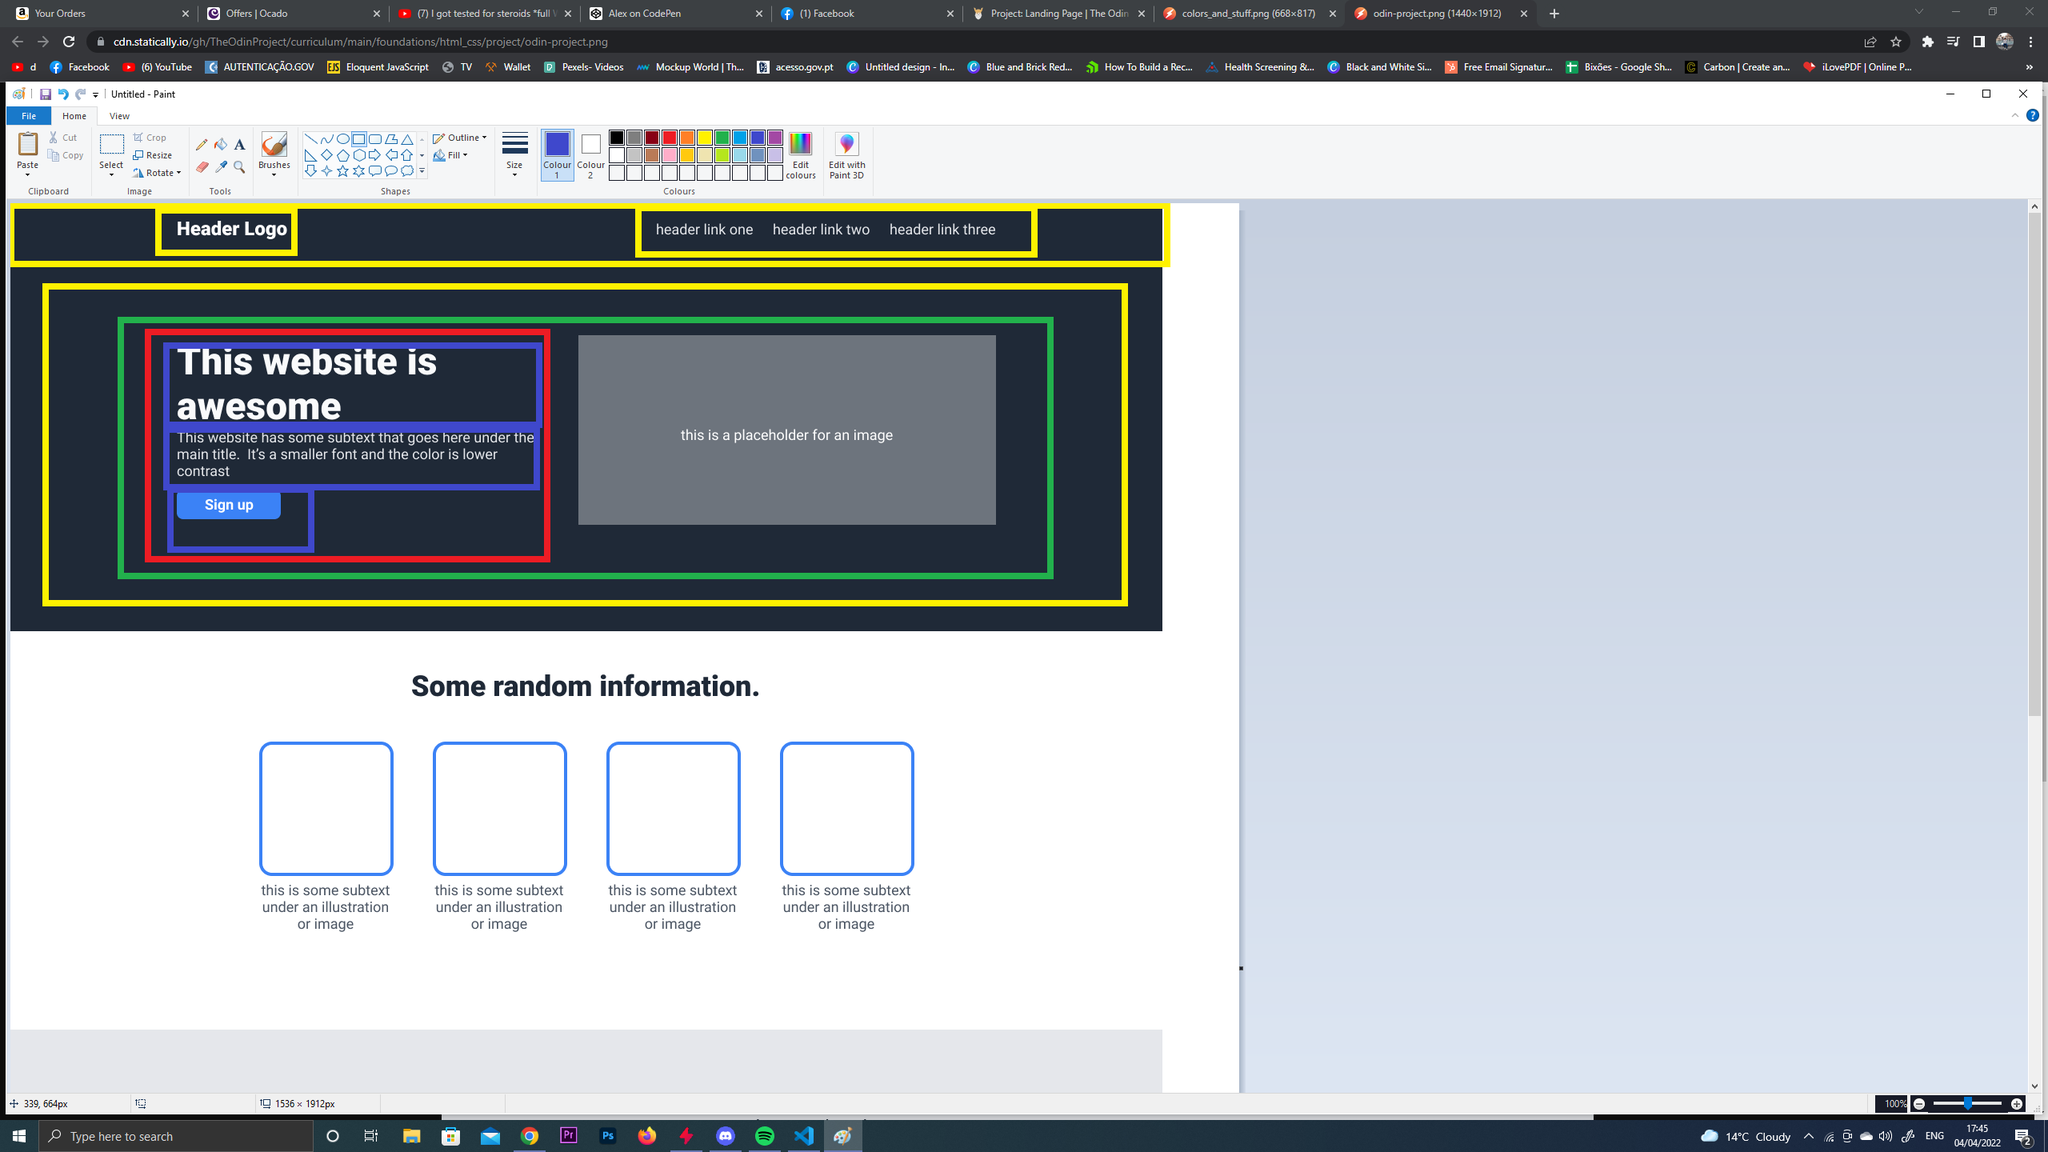 Your Orders
Offers | Ocado
(7) I got tested for steroids *full
Alex on CodePen
(1) Facebook
Project: Landing Page | The Odin
colors_and_stuff.png (668×817)
odin-project.png (1440×1912)
cdn.statically.io/gh/TheOdinProject/curriculum/main/foundations/html_css/project/odin-project.png
d
Facebook
(6) YouTube
AUTENTICAÇÃO.GOV
Eloquent JavaScript
TV
Wallet
Pexels- Videos
Mockup World | Th...
acesso.gov.pt
Untitled design - In...
Blue and Brick Red...
How To Build a Rec...
Health Screening &...
Black and White Si...
Free Email Signatur...
Bixões - Google Sh...
Carbon | Create an...
iLovePDF | Online P...
»
Untitled - Paint
File
Home
View
Paste
Cut
Copy
Clipboard
Select
Crop
Resize
Rotate
Image
Tools
Brushes
Outline
Fill
Shapes
Size
Colour
1
Colour
2
Edit
colours
Colours
Edit with
Paint 3D
Header Logo
header link one
header link two
header link three
This website is
awesome
This website has some subtext that goes here under the
main title. It's a smaller font and the color is lower
contrast
Sign up
this is a placeholder for an image
Some random information.
this is some subtext
under an illustration
or image
this is some subtext
under an illustration
or image
this is some subtext
under an illustration
or image
this is some subtext
under an illustration
or image
339, 664px
1536 × 1912px
100%
Type here to search
14°C Cloudy
ENG
17:45
04/04/2022
2